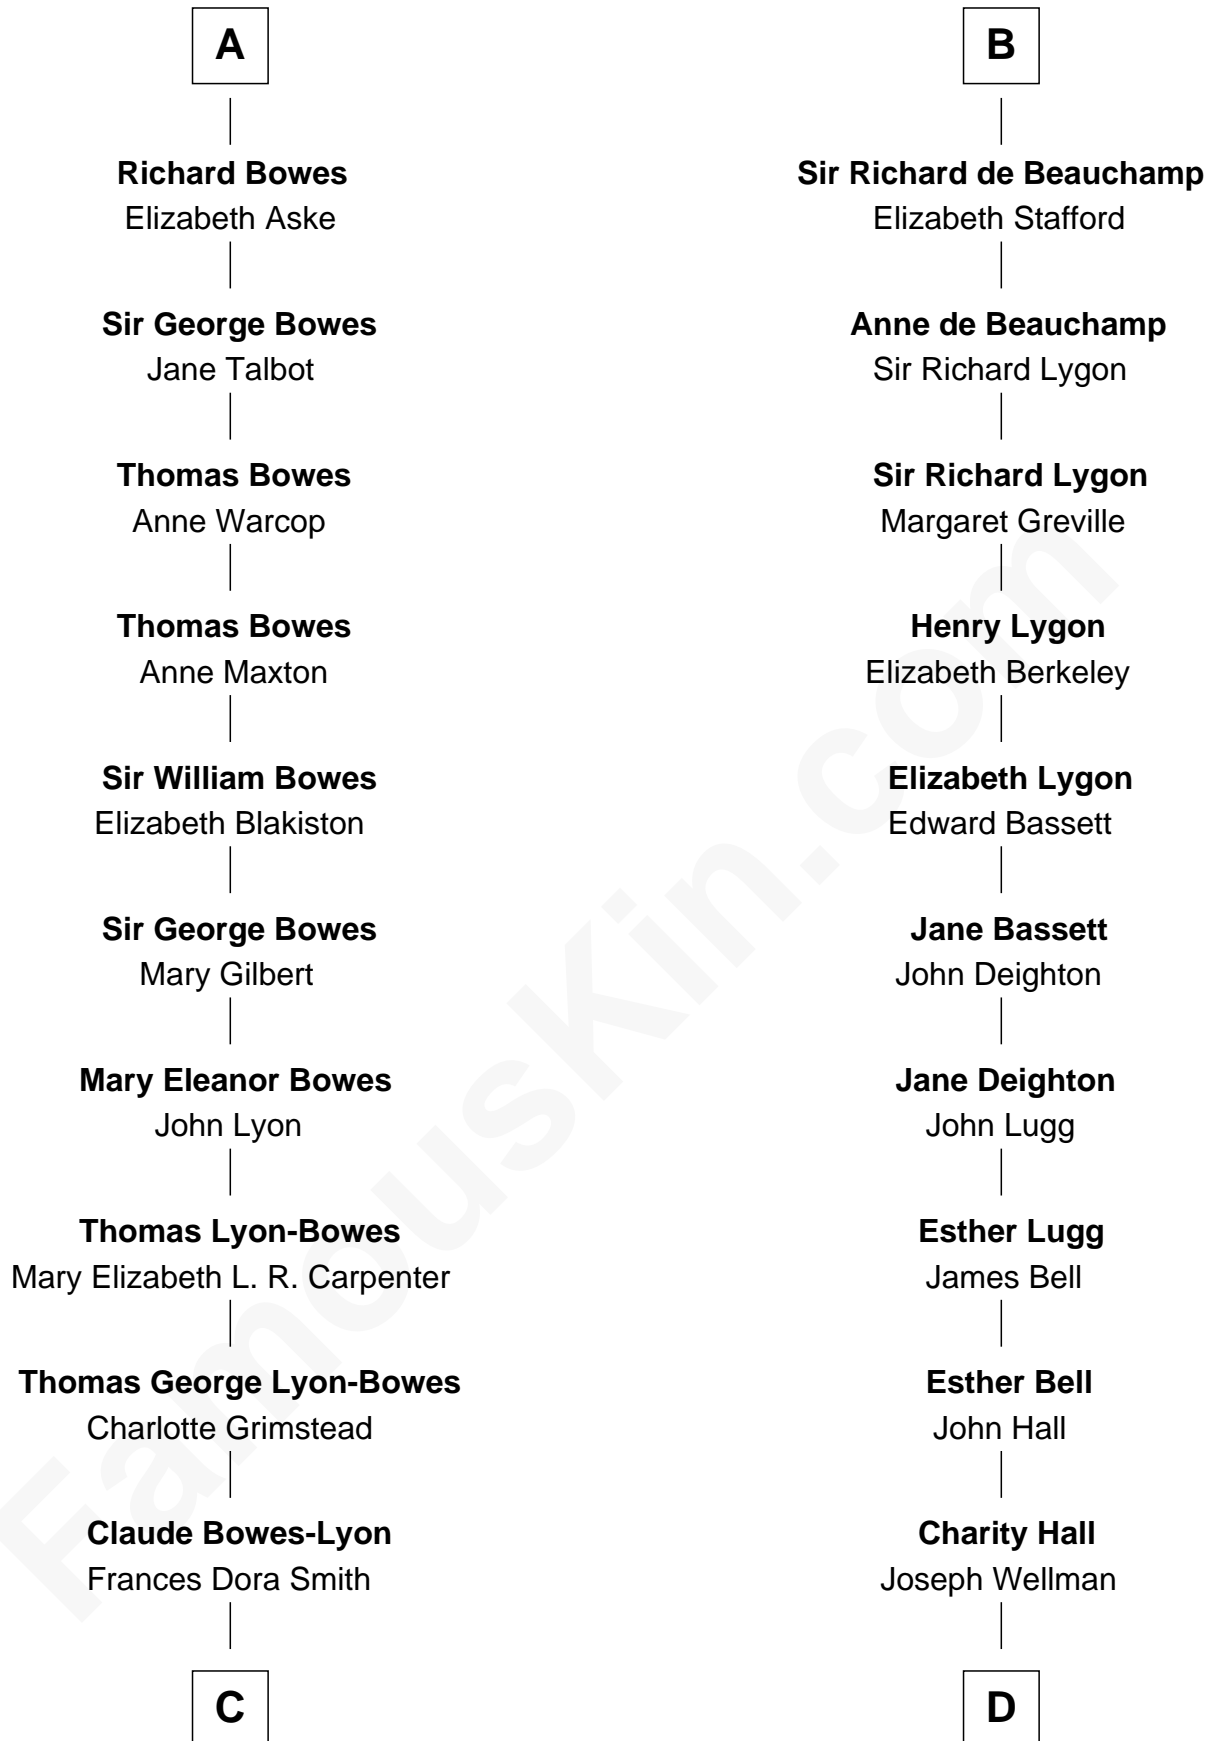 A
Richard Bowes
Elizabeth Aske
Sir George Bowes
Jane Talbot
Thomas Bowes
Anne Warcop
Thomas Bowes
Anne Maxton
Sir William Bowes
Elizabeth Blakiston
Sir George Bowes
Mary Gilbert
Mary Eleanor Bowes
John Lyon
Thomas Lyon-Bowes
Mary Elizabeth L. R. Carpenter
Thomas George Lyon-Bowes
Charlotte Grimstead
Claude Bowes-Lyon
Frances Dora Smith
C
B
Sir Richard de Beauchamp
Elizabeth Stafford
Anne de Beauchamp
Sir Richard Lygon
Sir Richard Lygon
Margaret Greville
Henry Lygon
Elizabeth Berkeley
Elizabeth Lygon
Edward Bassett
Jane Bassett
John Deighton
Jane Deighton
John Lugg
Esther Lugg
James Bell
Esther Bell
John Hall
Charity Hall
Joseph Wellman
D
FamousKin.com